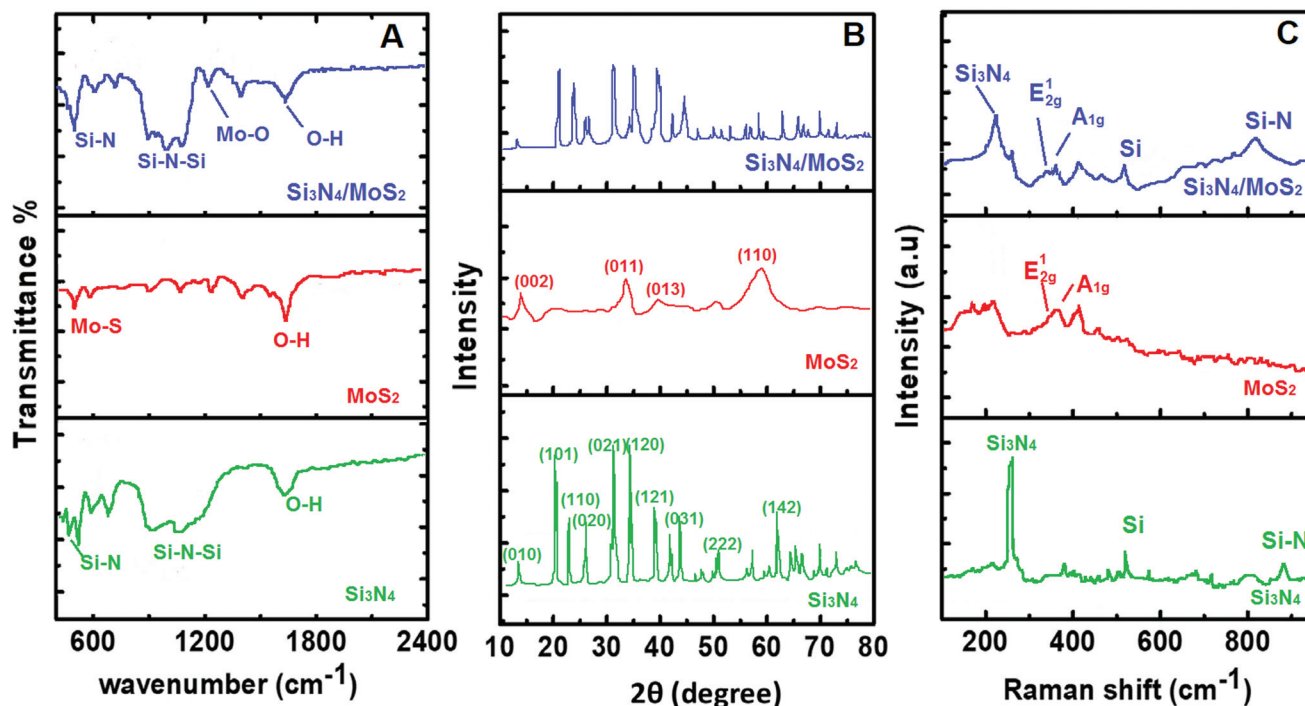 A
Si-N
Si-N-Si
Mo-O
O-H
Si₃N₄/MoS₂
Mo-S
O-H
MoS₂
O-H
Si-N
Si-N-Si
Si₃N₄
Transmittance %
600 1200 1800 2400
wavenumber (cm⁻¹)
B
Si₃N₄/MoS₂
(002)
(011)
(013)
(110)
MoS₂
(010)
(101)
(110)
(020)
(021)
(120)
(121)
(031)
(222)
(142)
Si₃N₄
Intensity
10 20 30 40 50 60 70 80
2θ (degree)
C
Si₃N₄
E¹₂g
A₁g
Si
Si-N
Si₃N₄/MoS₂
E¹₂g
A₁g
MoS₂
Si₃N₄
Si
Si-N
Si₃N₄
Intensity (a.u)
200 400 600 800
Raman shift (cm⁻¹)